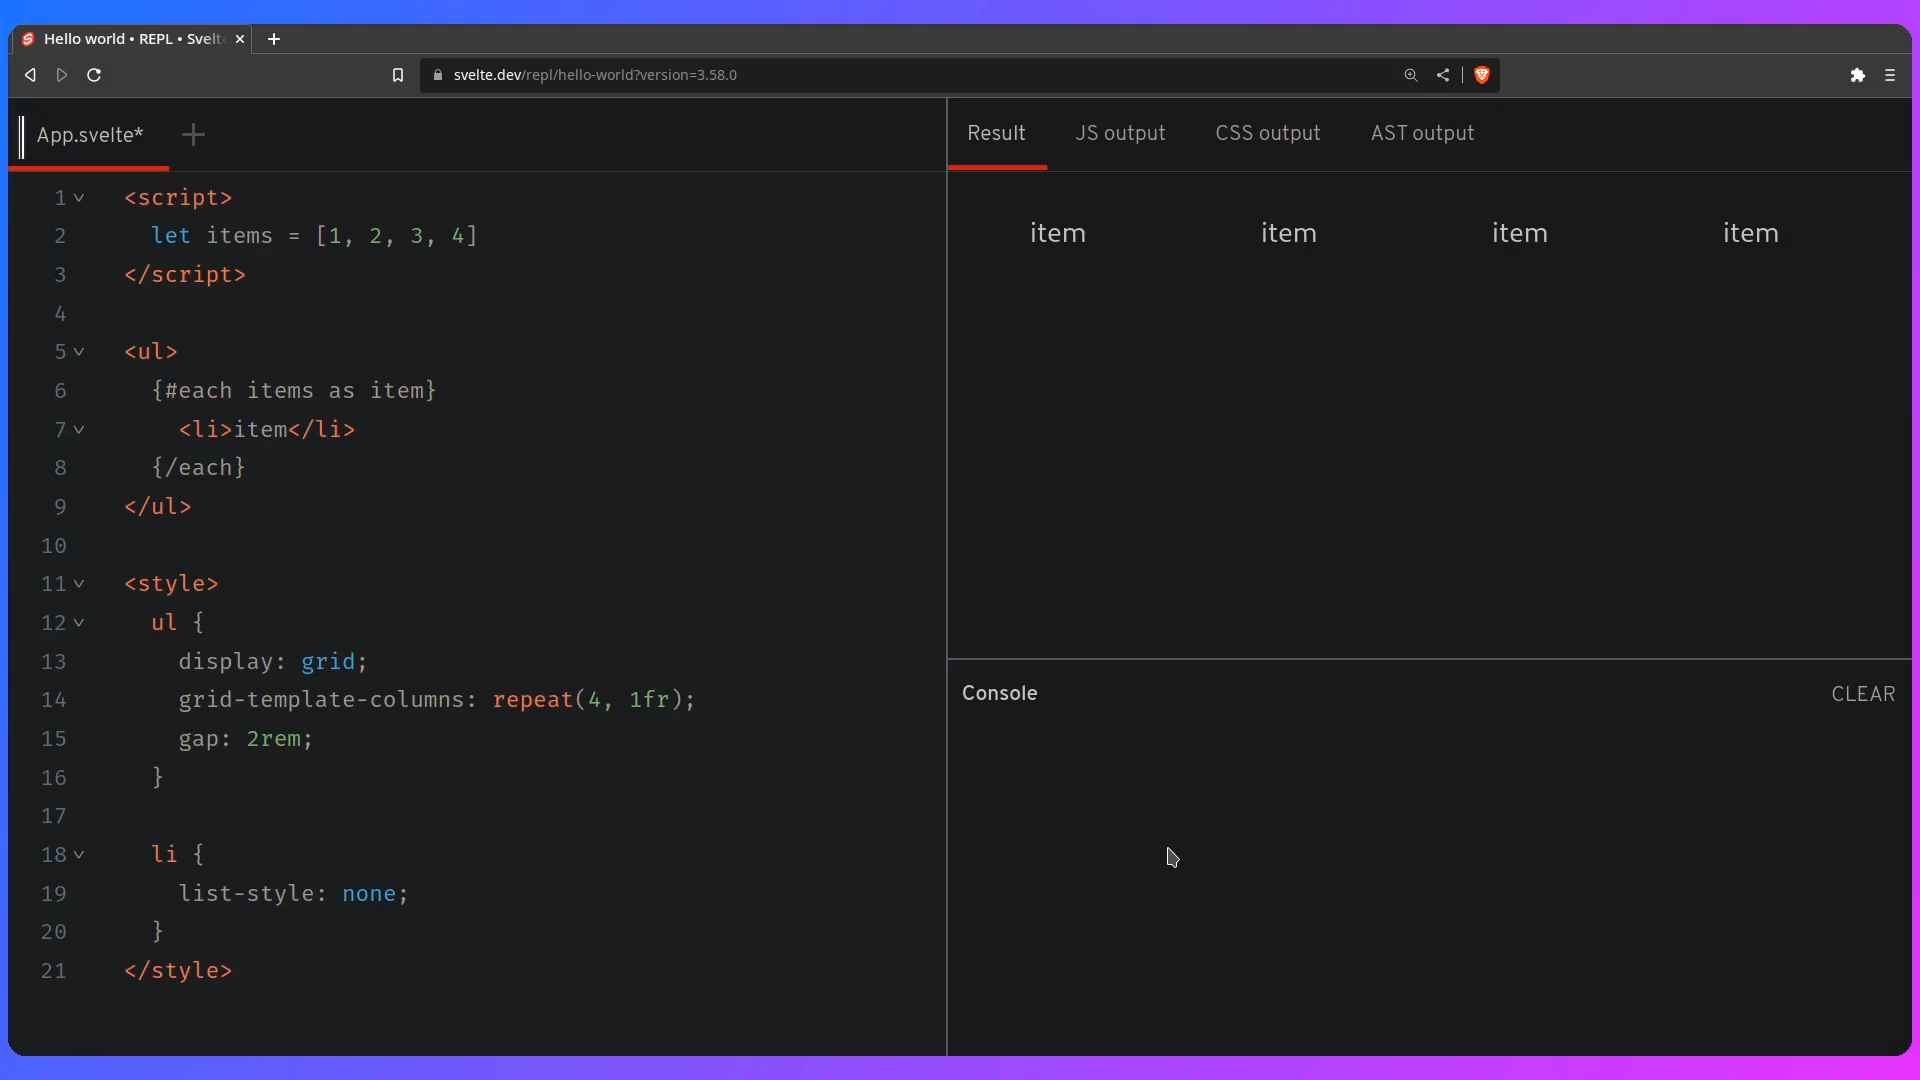 Hello world • REPL • Svelt
svelte.dev/repl/hello-world?version=3.58.0
App.svelte*
1 <script>
2 let items = [1, 2, 3, 4]
3 </script>
4
5 <ul>
6 {#each items as item}
7 <li>item</li>
8 {/each}
9 </ul>
10
11 <style>
12 ul {
13 display: grid;
14 grid-template-columns: repeat(4, 1fr);
15 gap: 2rem;
16 }
17
18 li {
19 list-style: none;
20 }
21 </style>
Result JS output CSS output AST output
item item item item
Console CLEAR